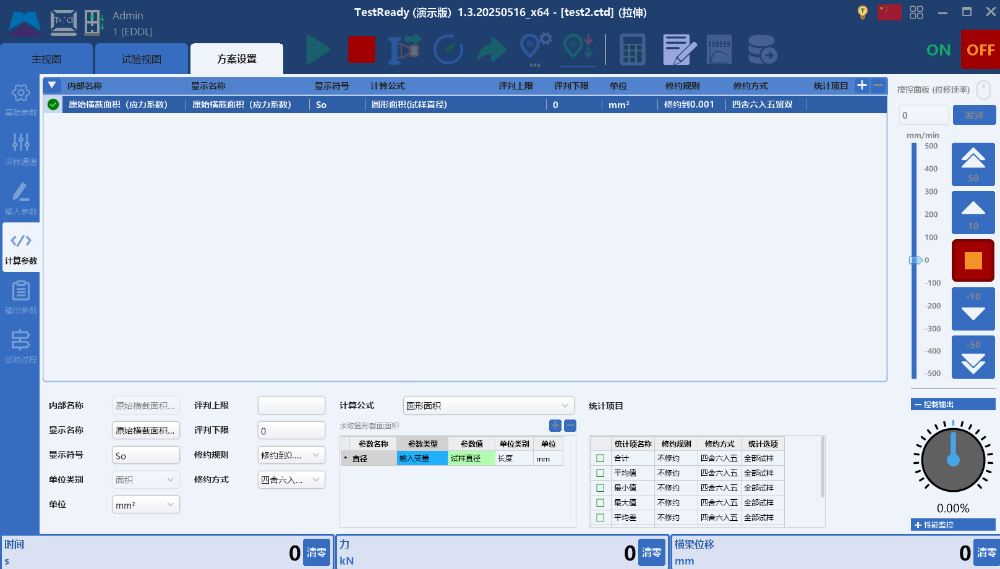 TestReady (演示版)  1.3.20250516_x64 - [test2.ctd] (拉伸)
Admin
1 (EDDL)
主视图
试验视图
方案设置
REPORT
ON
OFF
基础参数
采样通道
输入参数
计算参数
输出参数
试验过程
内部名称 显示名称 显示符号 计算公式 评判上限 评判下限 单位 修约规则 修约方式 统计项目
原始横截面积（应力系数） 原始横截面积（应力系数） So 圆形面积(试样直径) 0 mm² 修约到0.001 四舍六入五留双
操控面板 (位移速率)
0 发送
mm/min
500
400
300
200
100
0
-100
-200
-300
-400
-500
50
10
-10
-50
内部名称 原始横截面积...
显示名称 原始横截面积...
显示符号 So
单位类别 面积
单位 mm²
评判上限
评判下限 0
修约规则 修约到0....
修约方式 四舍六入...
计算公式 圆形面积
求取圆形截面面积
参数名称 参数类型 参数值 单位类别 单位
* 直径 输入变量 试样直径 长度 mm
统计项目
统计项名称 修约规则 修约方式 统计选项
合计 不修约 四舍六入五 全部试样
平均值 不修约 四舍六入五 全部试样
最小值 不修约 四舍六入五 全部试样
最大值 不修约 四舍六入五 全部试样
平均差 不修约 四舍六入五 全部试样
控制输出
0.00%
性能监控
时间
s
0 清零
力
kN
0 清零
横梁位移
mm
0 清零